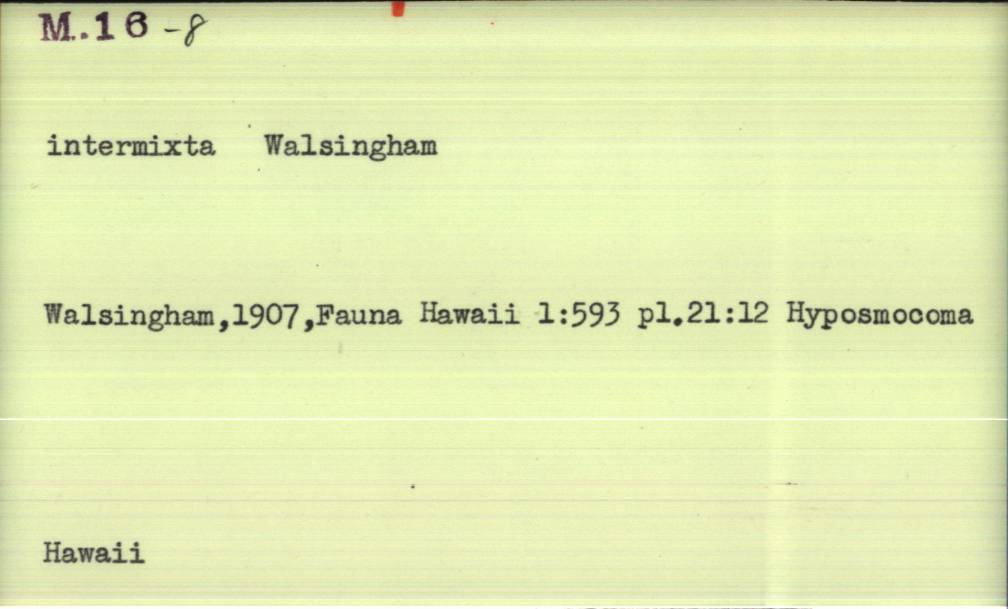 M.16-8
intermixta Walsingham
Walsingham,1907,Fauna Hawaii 1:593 pl.21:12 Hyposmocoma
Hawaii